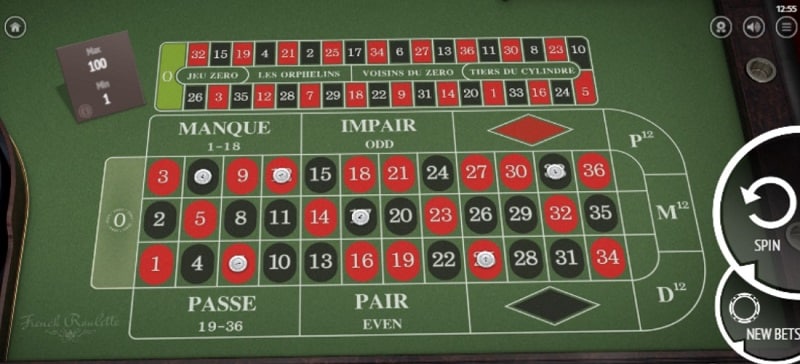 12:55
Max
100
Min
1
32 15 19 4 21 2 25 17 34 6 27 13 36 11 30 8 23 10
0 JEU ZERO LES ORPHELINS VOISINS DU ZERO TIERS DU CYLINDRE
26 3 35 12 28 7 29 18 22 9 31 14 20 1 33 16 24 5
MANQUE IMPAIR
1-18 ODD
P12
3 9 15 18 21 24 27 30 36
0 2 5 8 11 14 20 23 26 29 32 35 M12
1 4 10 13 16 19 22 28 31 34
SPIN
PASSE PAIR D12
19-36 EVEN
French Roulette
NEW BETS